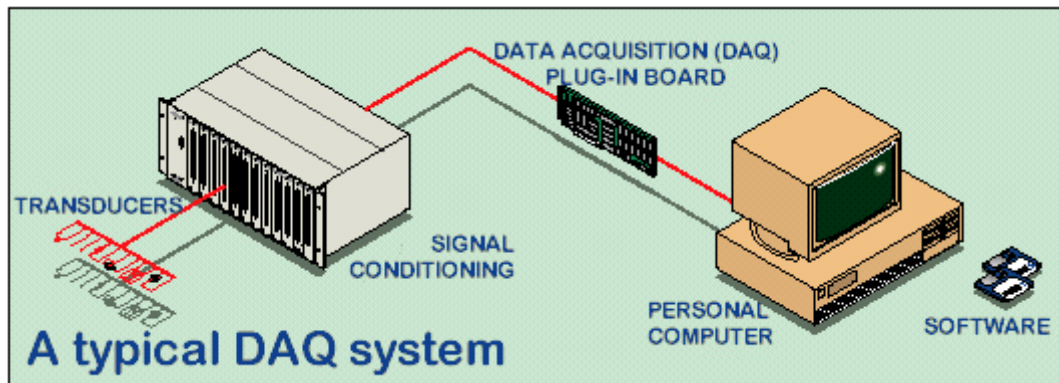 DATA ACQUISITION (DAQ)
PLUG-IN BOARD
TRANSDUCERS
SIGNAL
CONDITIONING
PERSONAL
COMPUTER
SOFTWARE
A typical DAQ system